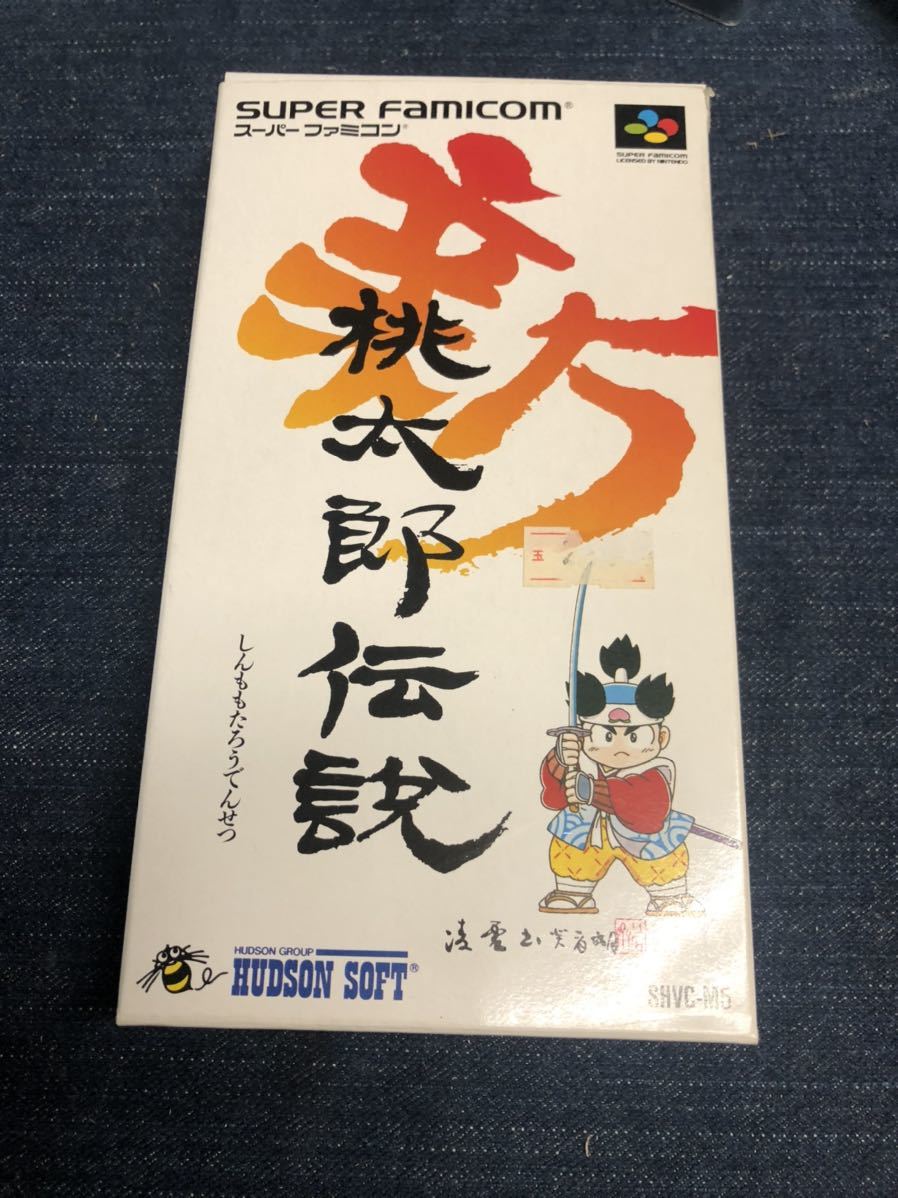 SUPER FAMICOM®
スーパーファミコン®
SUPER FAMICOM
LICENSED BY NINTENDO
新
桃太郎伝説
しんももたろうでんせつ
玉
HUDSON GROUP
HUDSON SOFT®
SHVC-M5